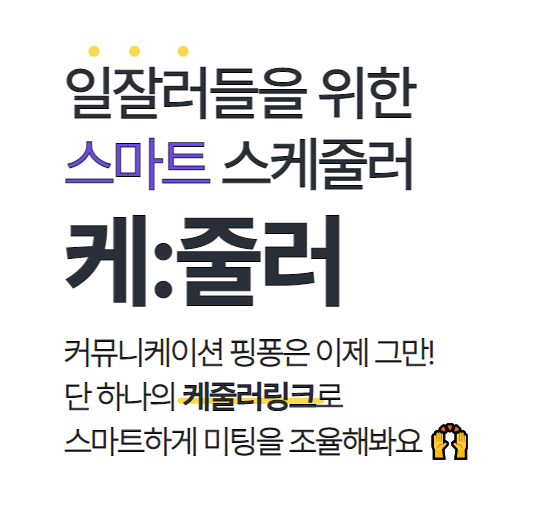 일잘러들을 위한
스마트 스케줄러
케:줄러
커뮤니케이션 핑퐁은 이제 그만!
단 하나의 케줄러링크로
스마트하게 미팅을 조율해봐요 🙌